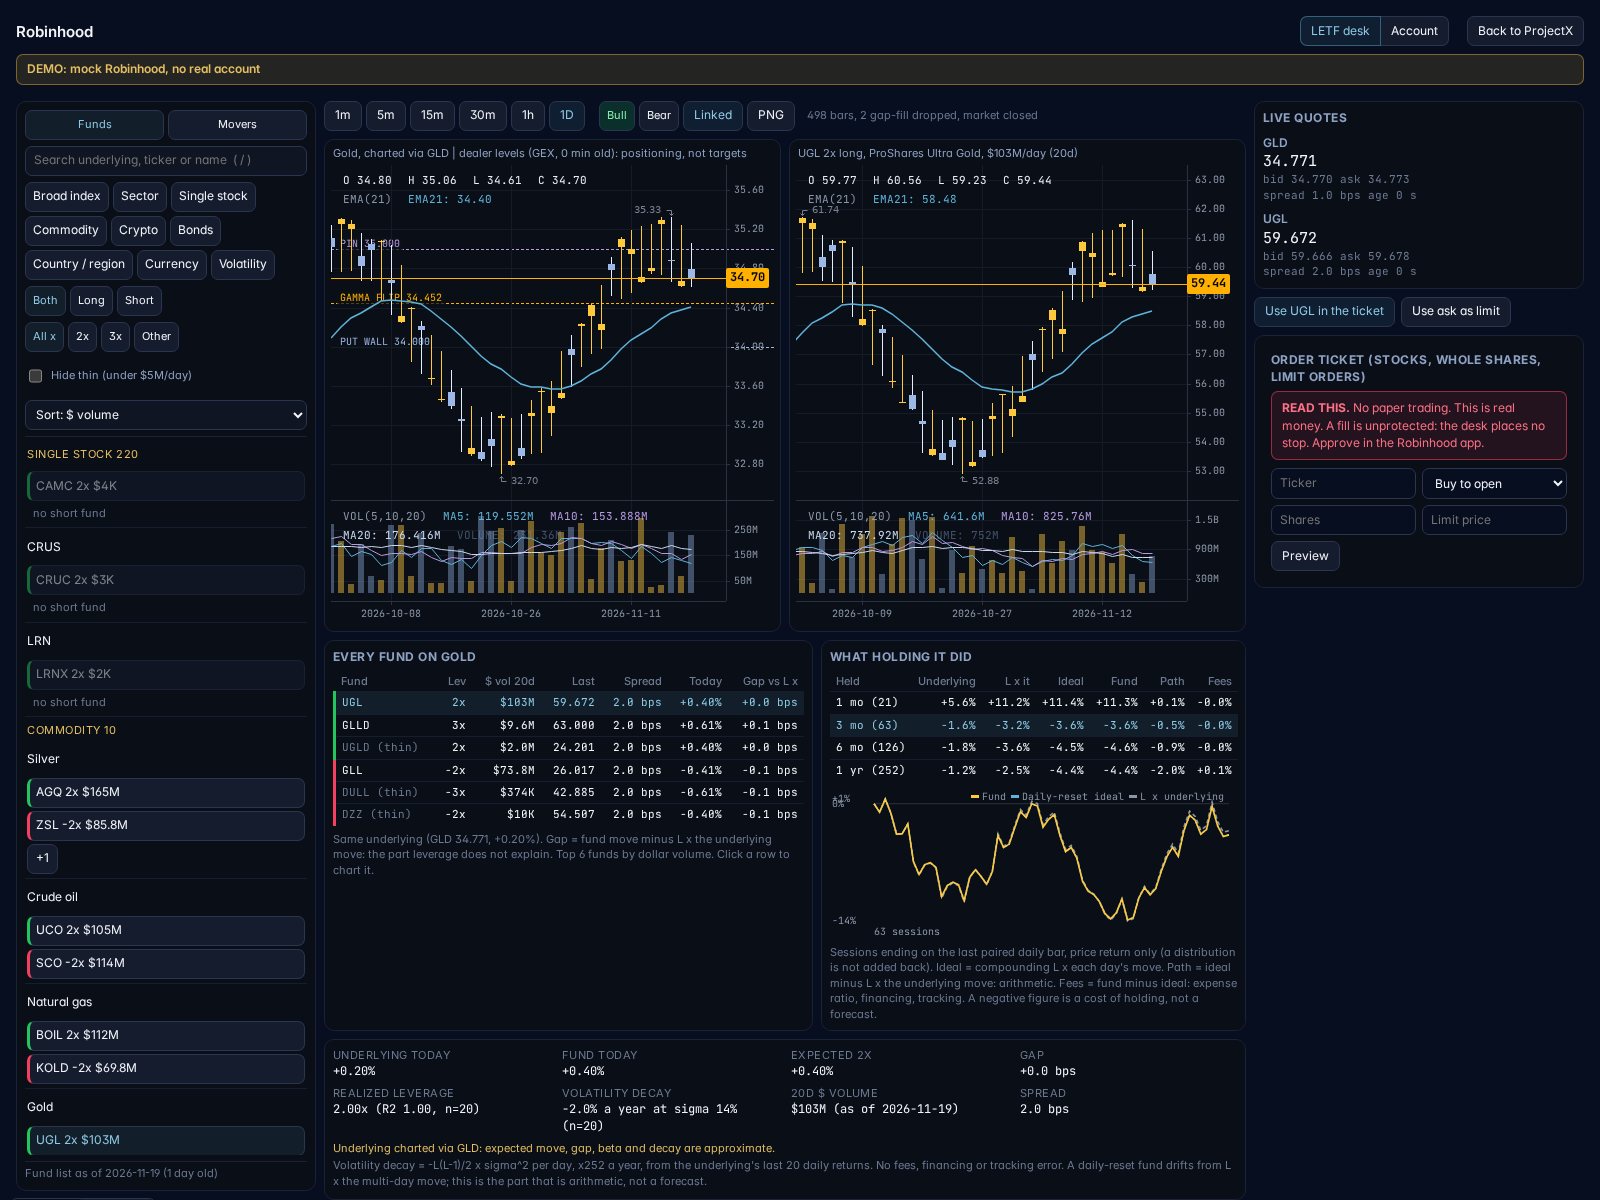 Robinhood
LETF desk
Account
Back to ProjectX
DEMO: mock Robinhood, no real account
Funds
Movers
Search underlying, ticker or name (/)
Broad index
Sector
Single stock
Commodity
Crypto
Bonds
Country / region
Currency
Volatility
Both
Long
Short
All x
2x
3x
Other
Hide thin (under $5M/day)
Sort: $ volume
SINGLE STOCK 220
CAMC 2x $4K
no short fund
CRUS
CRUC 2x $3K
no short fund
LRN
LRNX 2x $2K
no short fund
COMMODITY 10
Silver
AGQ 2x $165M
ZSL -2x $85.8M
+1
Crude oil
UCO 2x $105M
SCO -2x $114M
Natural gas
BOIL 2x $112M
KOLD -2x $69.8M
Gold
UGL 2x $103M
Fund list as of 2026-11-19 (1 day old)
1m
5m
15m
30m
1h
1D
Bull
Bear
Linked
PNG
498 bars, 2 gap-fill dropped, market closed
Gold, charted via GLD | dealer levels (GEX, 0 min old): positioning, not targets
O 34.80 H 35.06 L 34.61 C 34.70
EMA(21) EMA21: 34.40
35.33
PIN 35.000
GAMMA FLIP 34.452
PUT WALL 34.000
32.70
35.60
35.20
34.80
34.70
34.40
34.00
33.60
33.20
32.80
VOL(5,10,20) MA5: 119.552M MA10: 153.888M
MA20: 176.416M
250M
150M
50M
2026-10-08
2026-10-26
2026-11-11
UGL 2x long, ProShares Ultra Gold, $103M/day (20d)
O 59.77 H 60.56 L 59.23 C 59.44
EMA(21) EMA21: 58.48
61.74
52.88
63.00
62.00
61.00
60.00
59.44
59.00
58.00
57.00
56.00
55.00
54.00
53.00
VOL(5,10,20) MA5: 641.6M MA10: 825.76M
MA20: 737.92M VOLUME: 752M
1.5B
900M
300M
2026-10-09
2026-10-27
2026-11-12
EVERY FUND ON GOLD
Fund Lev $ vol 20d Last Spread Today Gap vs L x
UGL 2x $103M 59.672 2.0 bps +0.40% +0.0 bps
GLLD 3x $9.6M 63.000 2.0 bps +0.61% +0.1 bps
UGLD (thin) 2x $2.0M 24.201 2.0 bps +0.40% +0.0 bps
GLL -2x $73.8M 26.017 2.0 bps -0.41% -0.1 bps
DULL (thin) -3x $374K 42.885 2.0 bps -0.61% -0.1 bps
DZZ (thin) -2x $10K 54.507 2.0 bps -0.40% -0.1 bps
Same underlying (GLD 34.771, +0.20%). Gap = fund move minus L x the underlying
move: the part leverage does not explain. Top 6 funds by dollar volume. Click a row to
chart it.
WHAT HOLDING IT DID
Held Underlying L x it Ideal Fund Path Fees
1 mo (21) +5.6% +11.2% +11.4% +11.3% +0.1% -0.0%
3 mo (63) -1.6% -3.2% -3.6% -3.6% -0.5% -0.0%
6 mo (126) -1.8% -3.6% -4.5% -4.6% -0.9% -0.0%
1 yr (252) -1.2% -2.5% -4.4% -4.4% -2.0% +0.1%
+1%
0%
Fund Daily-reset ideal L x underlying
-14%
63 sessions
Sessions ending on the last paired daily bar, price return only (a distribution
is not added back). Ideal = compounding L x each day's move. Path = ideal
minus L x the underlying move: arithmetic. Fees = fund minus ideal: expense
ratio, financing, tracking. A negative figure is a cost of holding, not a
forecast.
UNDERLYING TODAY
+0.20%
FUND TODAY
+0.40%
EXPECTED 2X
+0.40%
GAP
+0.0 bps
REALIZED LEVERAGE
2.00x (R2 1.00, n=20)
VOLATILITY DECAY
-2.0% a year at sigma 14%
(n=20)
20D $ VOLUME
$103M (as of 2026-11-19)
SPREAD
2.0 bps
Underlying charted via GLD: expected move, gap, beta and decay are approximate.
Volatility decay = -L(L-1)/2 x sigma^2 per day, x252 a year, from the underlying's last 20 daily returns. No fees, financing or tracking error. A daily-reset fund drifts from L
x the multi-day move; this is the part that is arithmetic, not a forecast.
LIVE QUOTES
GLD
34.771
bid 34.770 ask 34.773
spread 1.0 bps age 0 s
UGL
59.672
bid 59.666 ask 59.678
spread 2.0 bps age 0 s
Use UGL in the ticket
Use ask as limit
ORDER TICKET (STOCKS, WHOLE SHARES,
LIMIT ORDERS)
READ THIS. No paper trading. This is real
money. A fill is unprotected: the desk places no
stop. Approve in the Robinhood app.
Ticker
Buy to open
Shares
Limit price
Preview